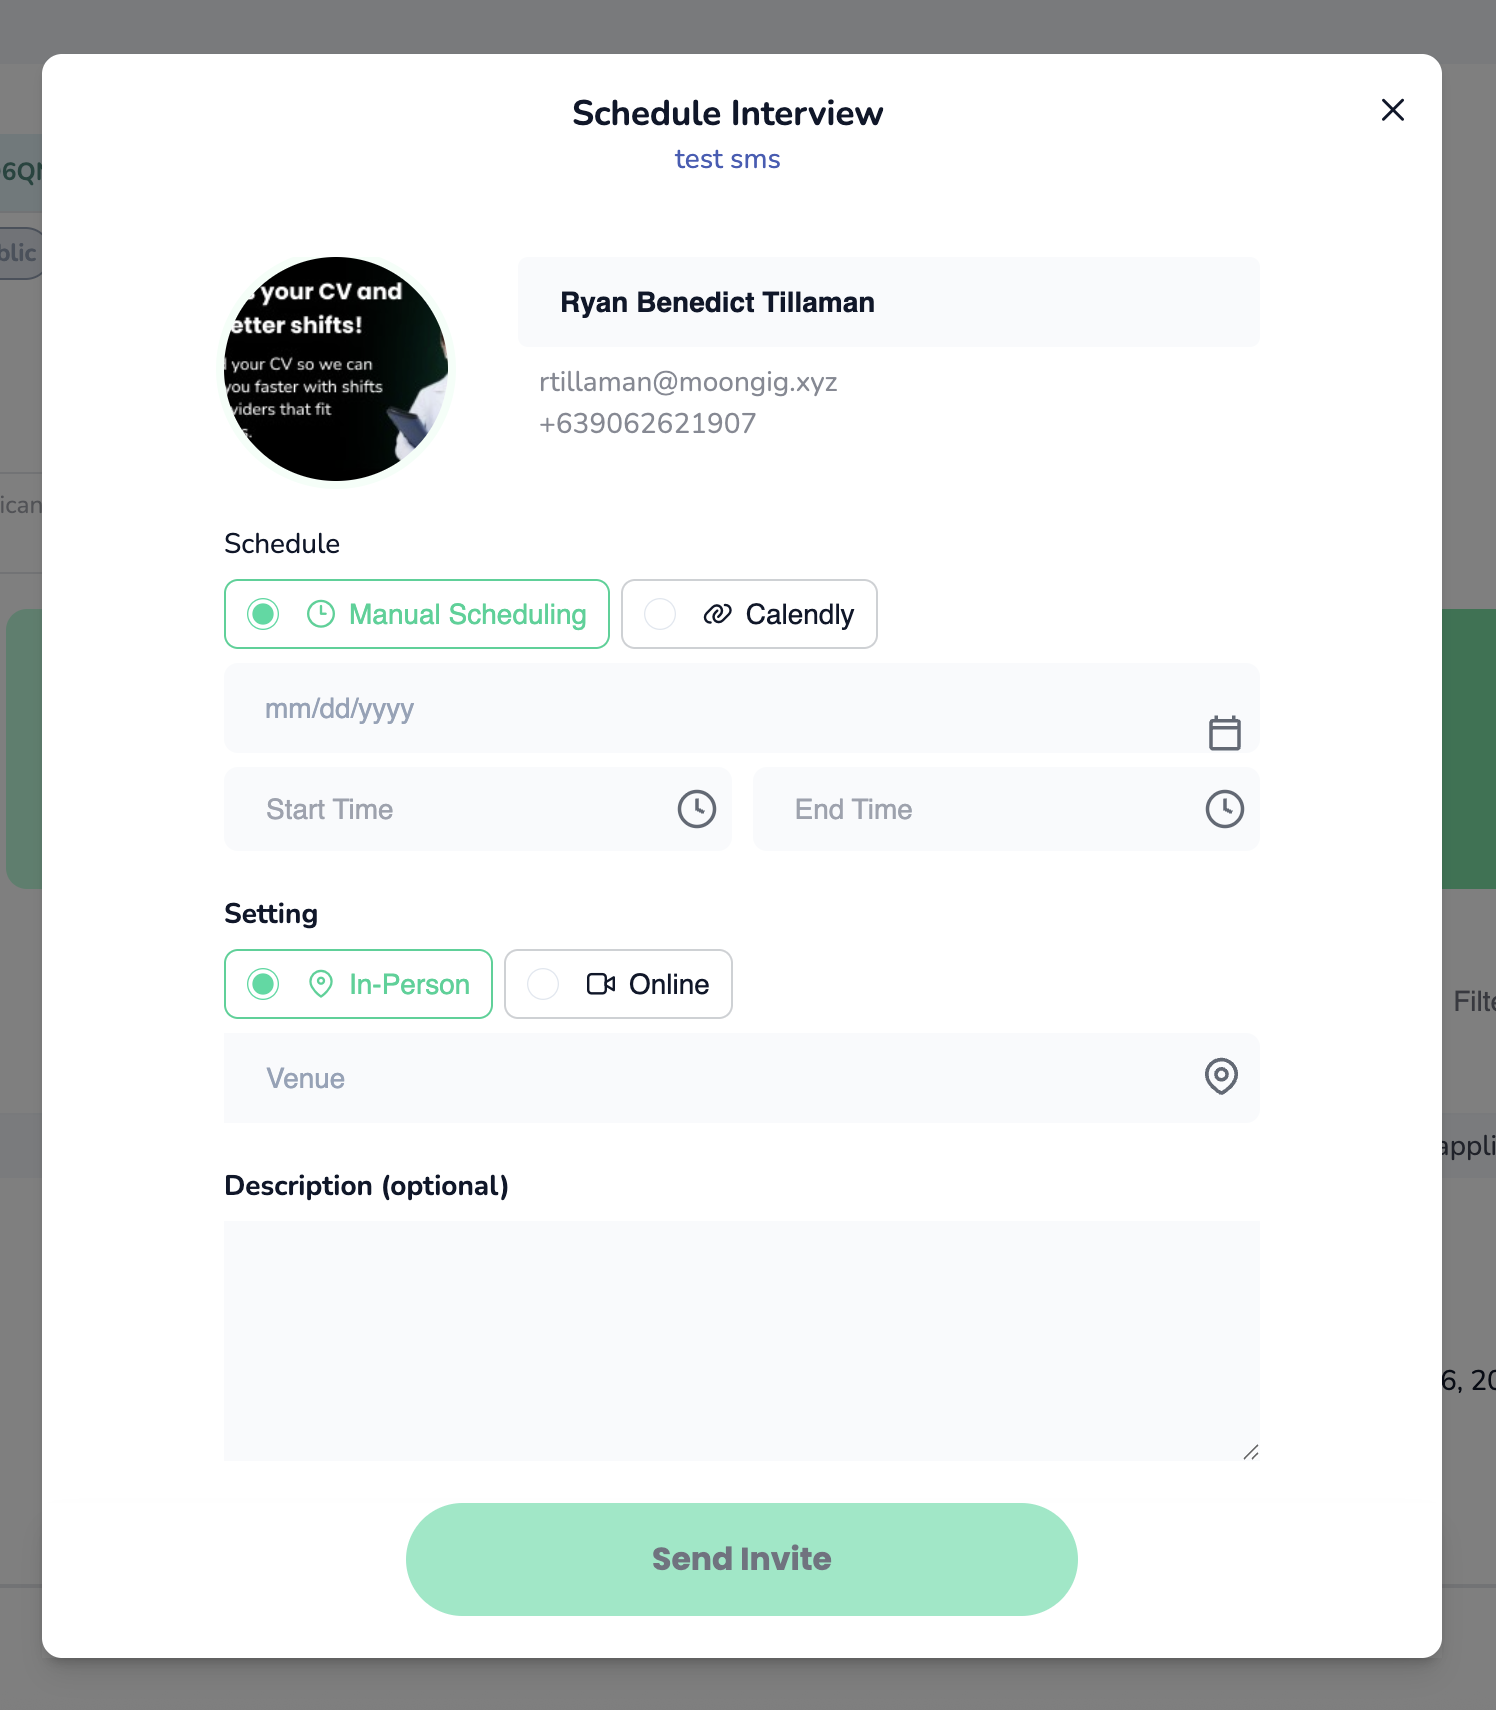 Schedule Interview
test sms
6QM
blic
your CV and
etter shifts!
your CV so we can
you faster with shifts
viders that fit
s.
Ryan Benedict Tillaman
rtillaman@moongig.xyz
+639062621907
ican
Schedule
Manual Scheduling
Calendly
mm/dd/yyyy
Start Time
End Time
Setting
In-Person
Online
Filte
Venue
appli
Description (optional)
6, 20
Send Invite